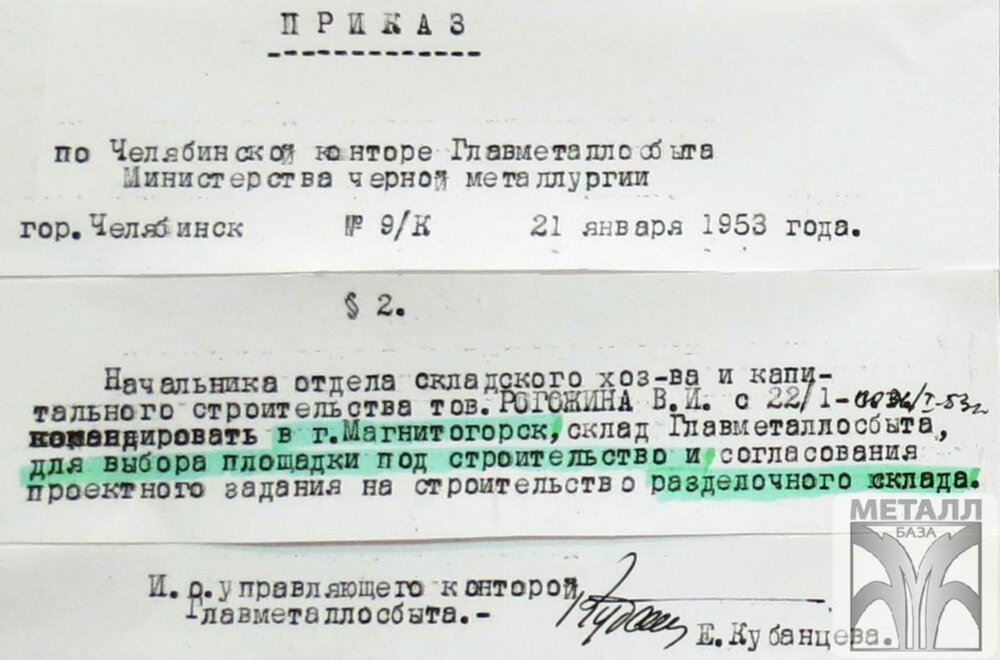 ПРИКАЗ
по Челябинской конторе Главметаллосбыта
Министерства черной металлургии
гор.Челябинск № 9/К 21 января 1953 года.
§ 2.
Начальника отдела складского хоз-ва и капи-
тального строительства тов.РОГОЖИНА В.И. с 22/1-
командировать в г.Магнитогорск, склад Главметаллосбыта,
для выбора площадки под строительство и согласования
проектного задания на строительство разделочного склада.
И.о.управляющего конторой
Главметаллосбыта.-
Е.Кубанцева.
МЕТАЛЛ
БАЗА